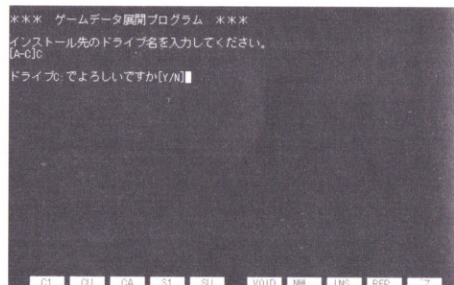 *** ゲームデータ展開プログラム ***
インストール先のドライブ名を入力してください。
[A-C]C
ドライブC:でよろしいですか[Y/N]
C1 CU CA S1 SU VOID NWL INS REP ^Z